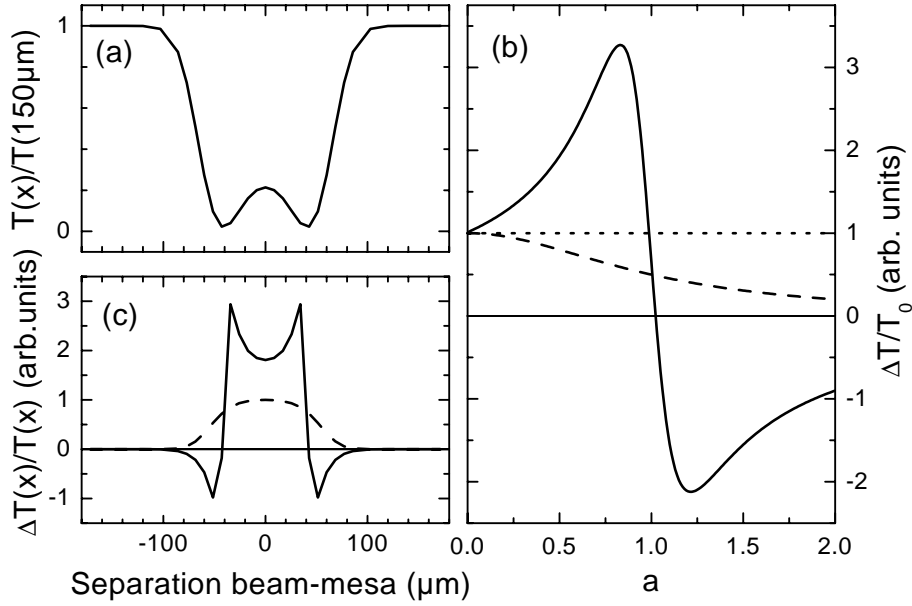 (a)
T(x)/T(150μm)
1
0
(c)
ΔT(x)/T(x) (arb.units)
3
2
1
0
-1
-100
0
100
Separation beam-mesa (μm)
(b)
ΔT/T0 (arb. units)
3
2
1
0
-1
-2
0.0
0.5
1.0
1.5
2.0
a